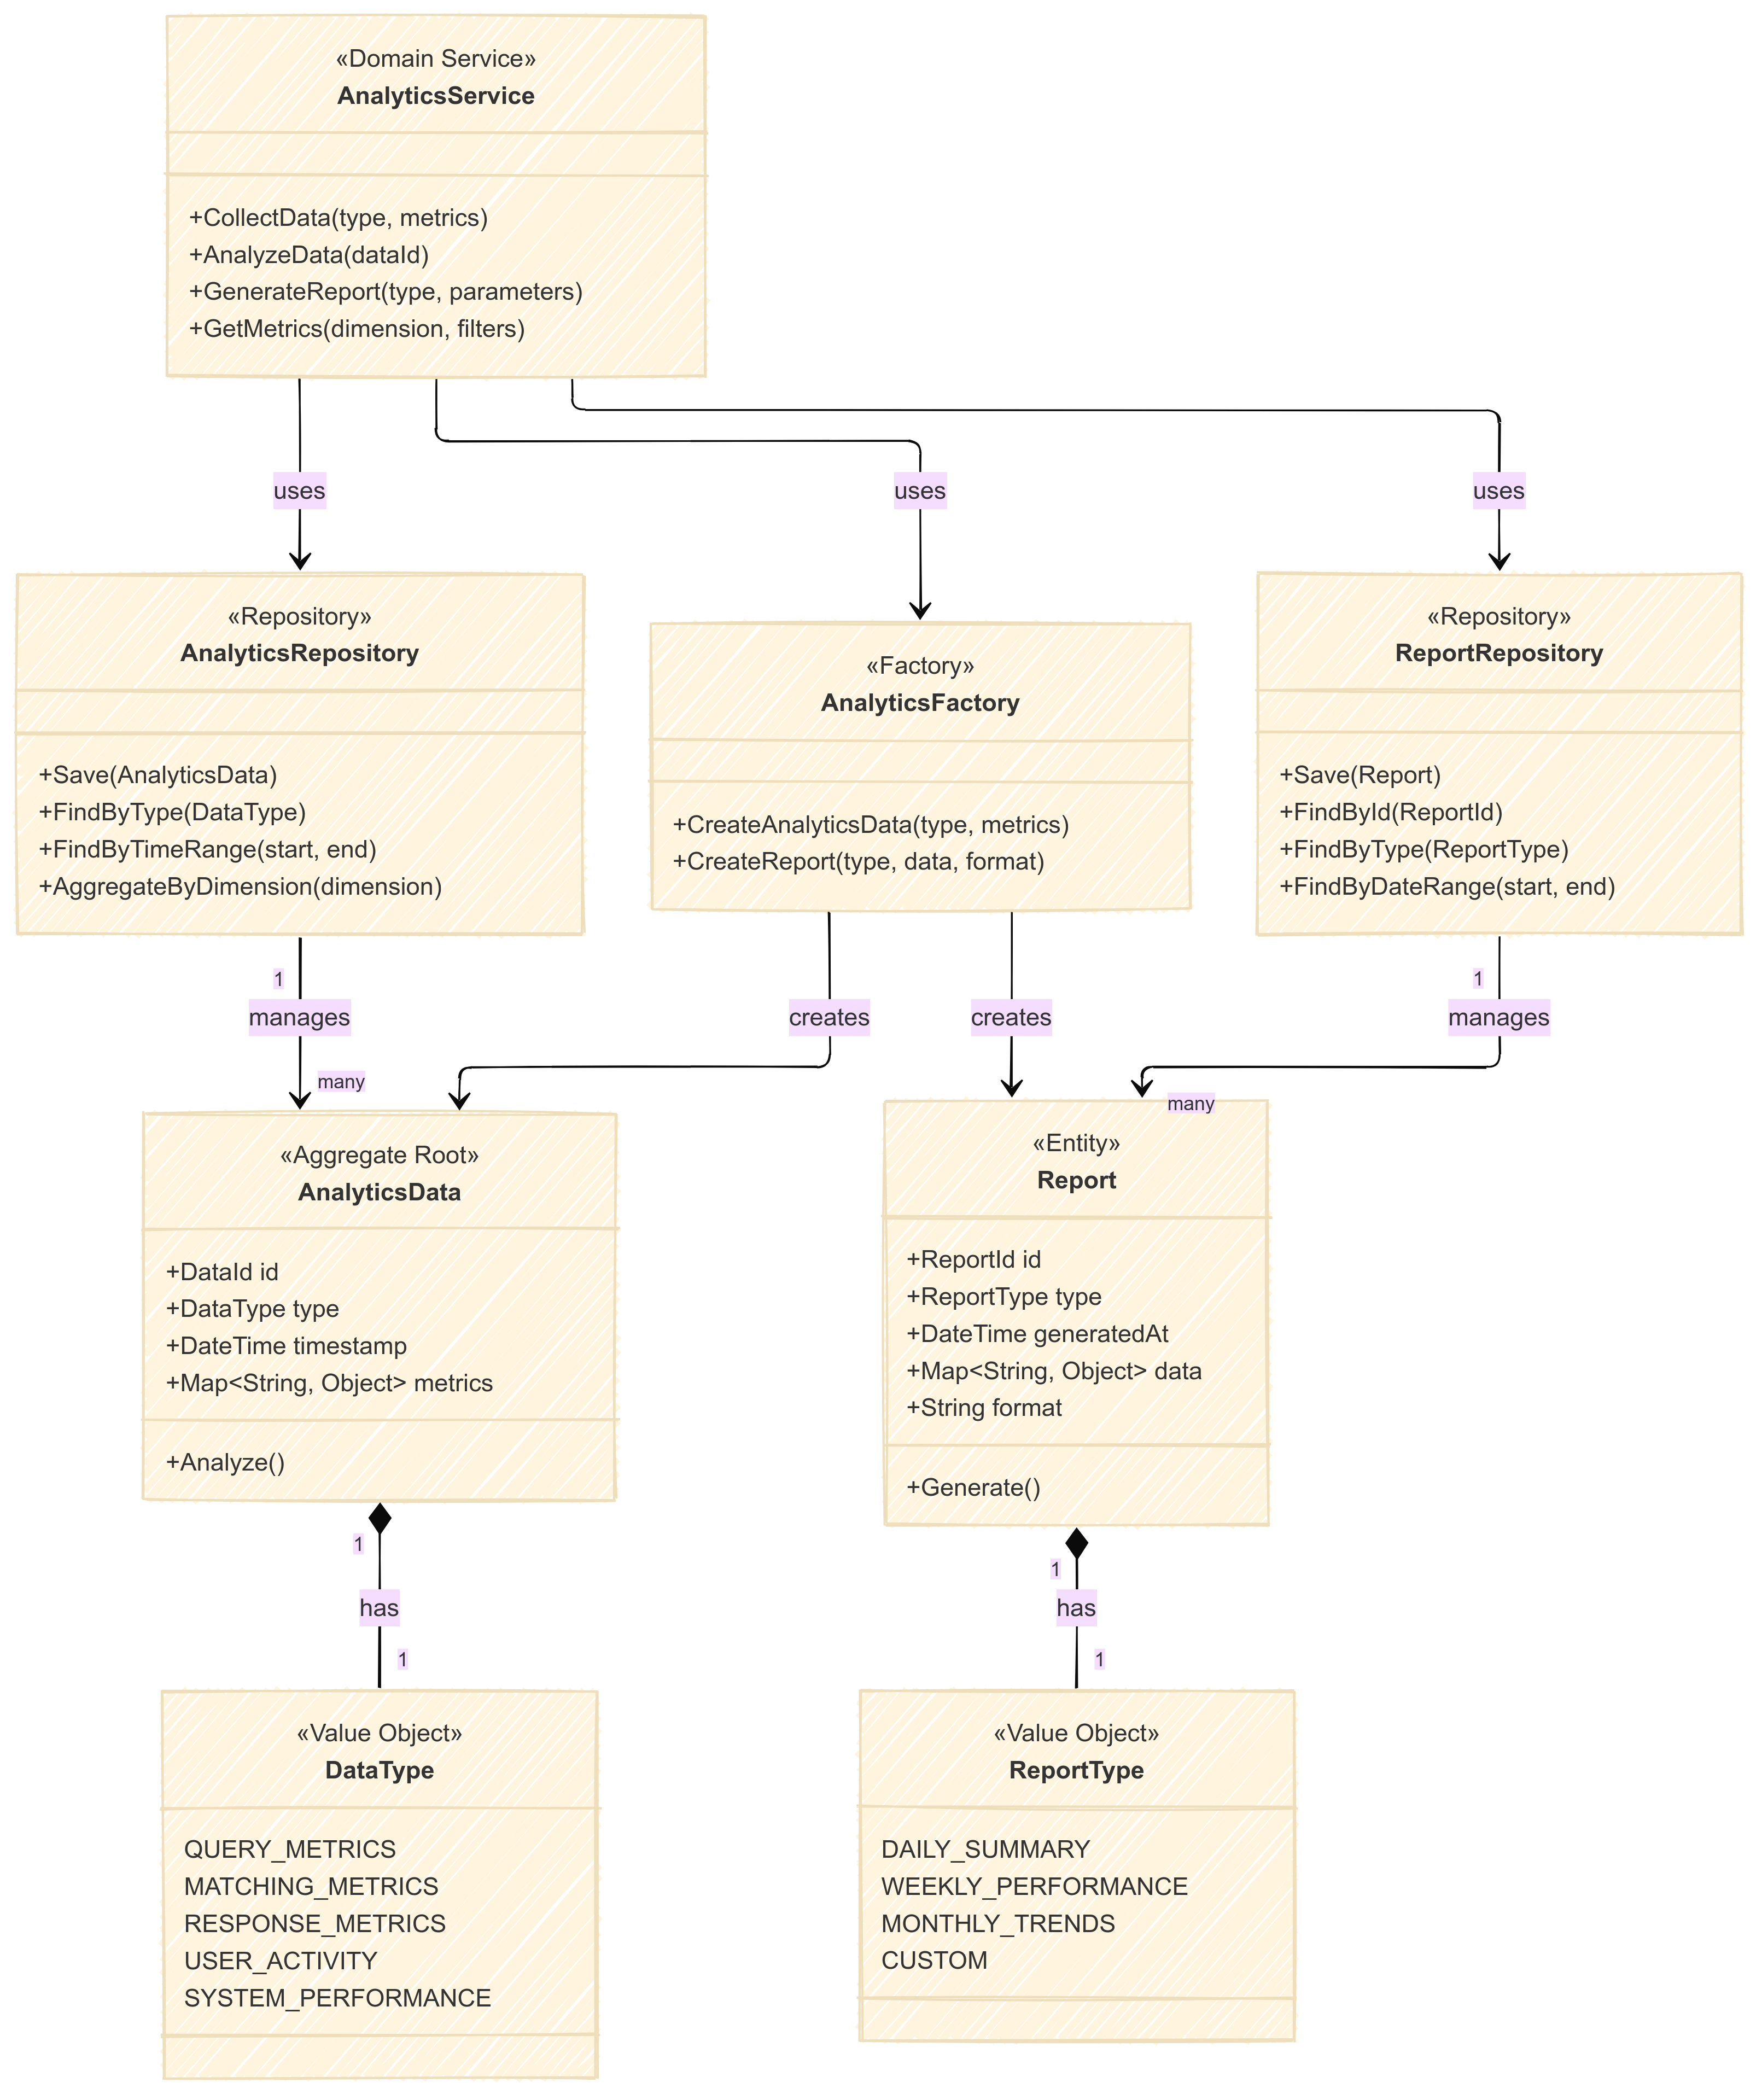 «Domain Service»
AnalyticsService
+CollectData(type, metrics)
+AnalyzeData(dataId)
+GenerateReport(type, parameters)
+GetMetrics(dimension, filters)
uses
uses
uses
«Repository»
AnalyticsRepository
+Save(AnalyticsData)
+FindByType(DataType)
+FindByTimeRange(start, end)
+AggregateByDimension(dimension)
«Factory»
AnalyticsFactory
+CreateAnalyticsData(type, metrics)
+CreateReport(type, data, format)
«Repository»
ReportRepository
+Save(Report)
+FindById(ReportId)
+FindByType(ReportType)
+FindByDateRange(start, end)
1
manages
many
creates
creates
1
manages
many
«Aggregate Root»
AnalyticsData
+DataId id
+DataType type
+DateTime timestamp
+Map<String, Object> metrics
+Analyze()
«Entity»
Report
+ReportId id
+ReportType type
+DateTime generatedAt
+Map<String, Object> data
+String format
+Generate()
1
has
1
1
has
1
«Value Object»
DataType
QUERY_METRICS
MATCHING_METRICS
RESPONSE_METRICS
USER_ACTIVITY
SYSTEM_PERFORMANCE
«Value Object»
ReportType
DAILY_SUMMARY
WEEKLY_PERFORMANCE
MONTHLY_TRENDS
CUSTOM